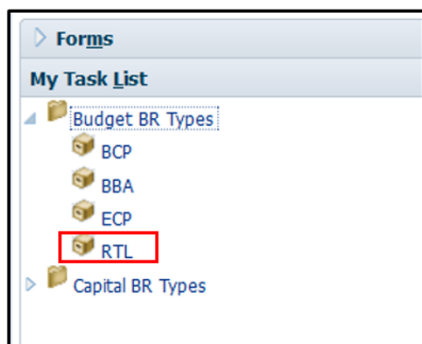 Forms
My Task List
Budget BR Types
BCP
BBA
ECP
RTL
Capital BR Types